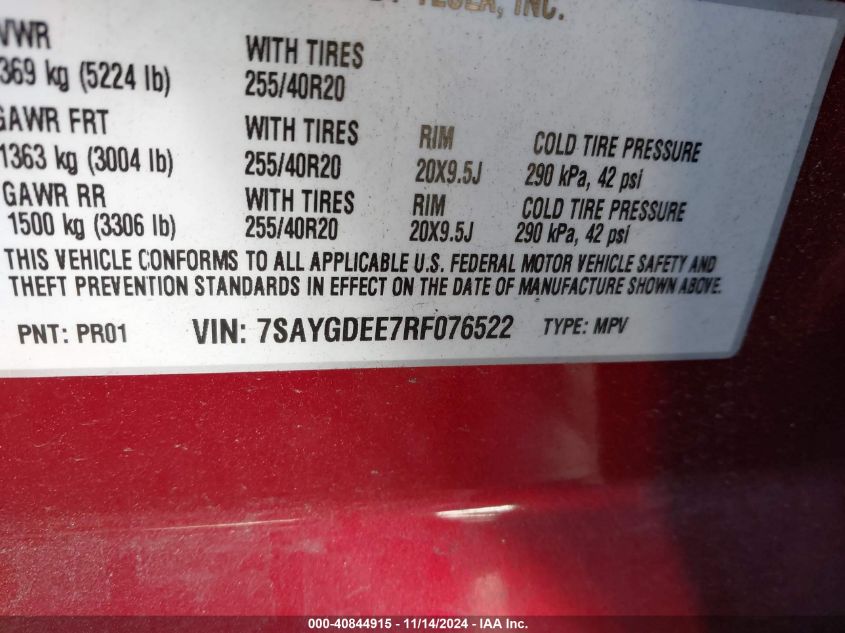 TESLA, INC.
VWR WITH TIRES
369 kg (5224 lb) 255/40R20
GAWR FRT WITH TIRES RIM COLD TIRE PRESSURE
1363 kg (3004 lb) 255/40R20 20X9.5J 290 kPa, 42 psi
GAWR RR WITH TIRES RIM COLD TIRE PRESSURE
1500 kg (3306 lb) 255/40R20 20X9.5J 290 kPa, 42 psi
THIS VEHICLE CONFORMS TO ALL APPLICABLE U.S. FEDERAL MOTOR VEHICLE SAFETY AND
THEFT PREVENTION STANDARDS IN EFFECT ON THE DATE OF MANUFACTURE SHOWN ABOVE.
PNT: PR01 VIN: 7SAYGDEE7RF076522 TYPE: MPV
000-40844915 - 11/14/2024 - IAA Inc.